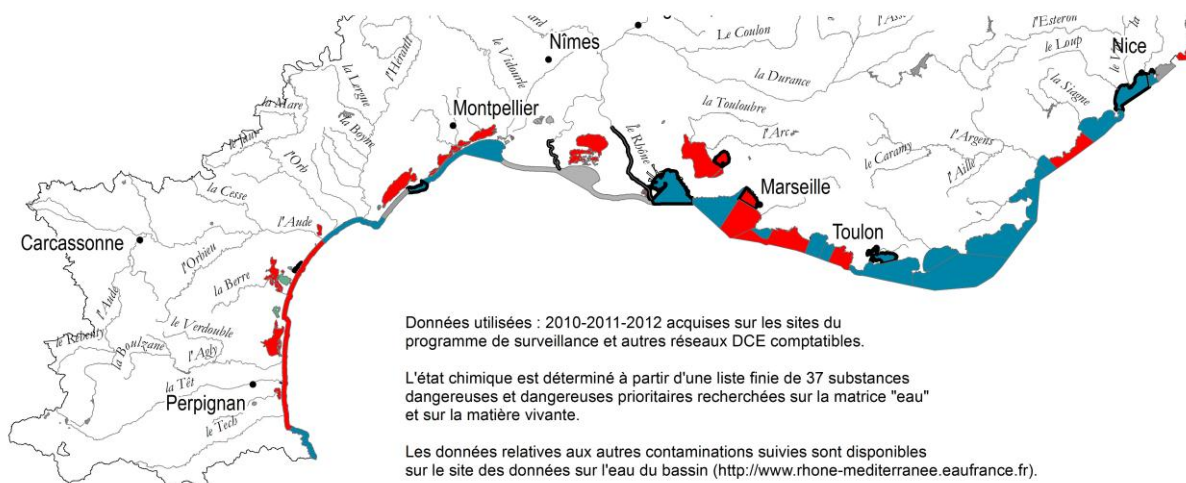 Nîmes
Le Coulon
l'Esteron
le Loup
Nice
la Durance
la Siagne
le Vidourle
l'Hérault
la Lergue
Montpellier
la Touloubre
l'Arc
la Mare
la Boyne
le Rhône
l'Argens
le Jaur
l'Orb
le Caramy
l'Aille
Marseille
la Cesse
l'Aude
Toulon
Carcassonne
l'Orbieu
l'Aude
la Berre
le Verdouble
le Rébenty
la Boulzane
l'Agly
la Têt
Perpignan
le Tech
Données utilisées : 2010-2011-2012 acquises sur les sites du
programme de surveillance et autres réseaux DCE comptatibles.
L'état chimique est déterminé à partir d'une liste finie de 37 substances
dangereuses et dangereuses prioritaires recherchées sur la matrice "eau"
et sur la matière vivante.
Les données relatives aux autres contaminations suivies sont disponibles
sur le site des données sur l'eau du bassin (http://www.rhone-mediterranee.eaufrance.fr).